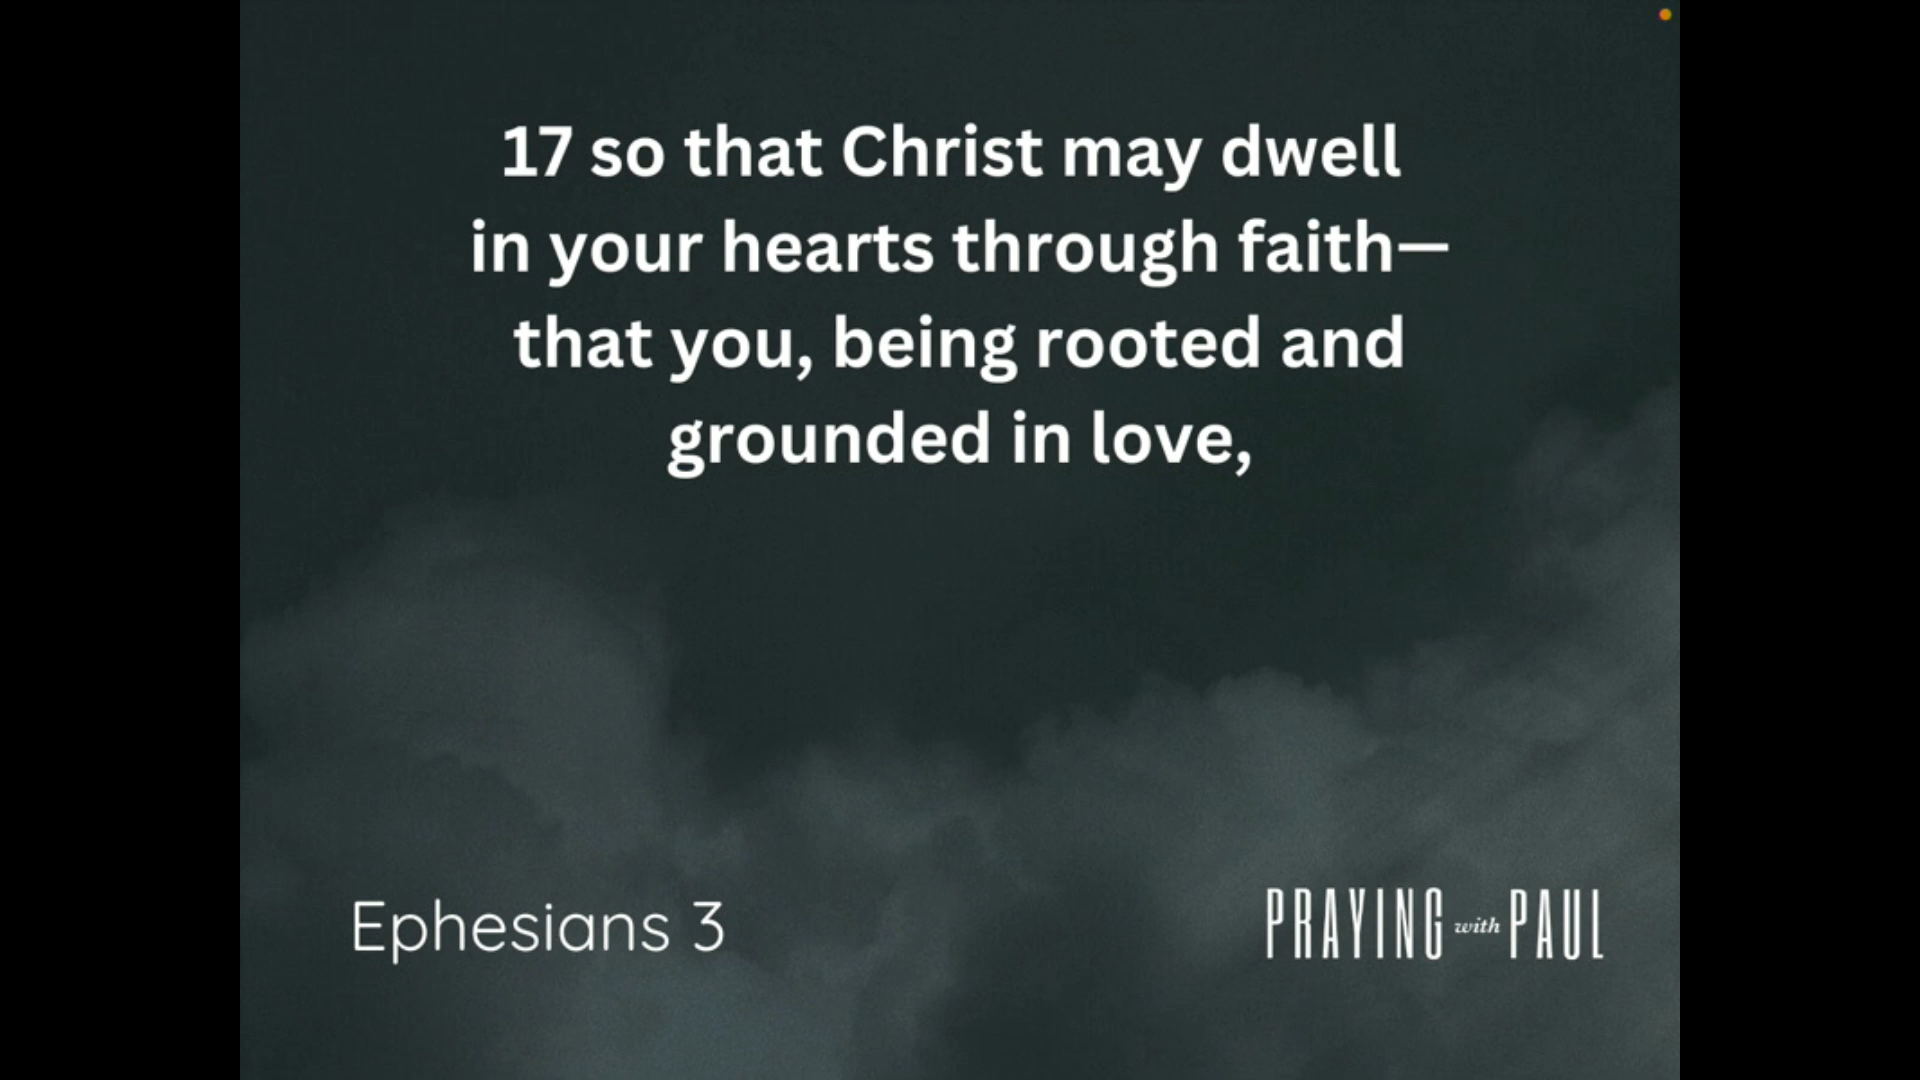 17 so that Christ may dwell
in your hearts through faith—
that you, being rooted and
grounded in love,
Ephesians 3
PRAYING with PAUL